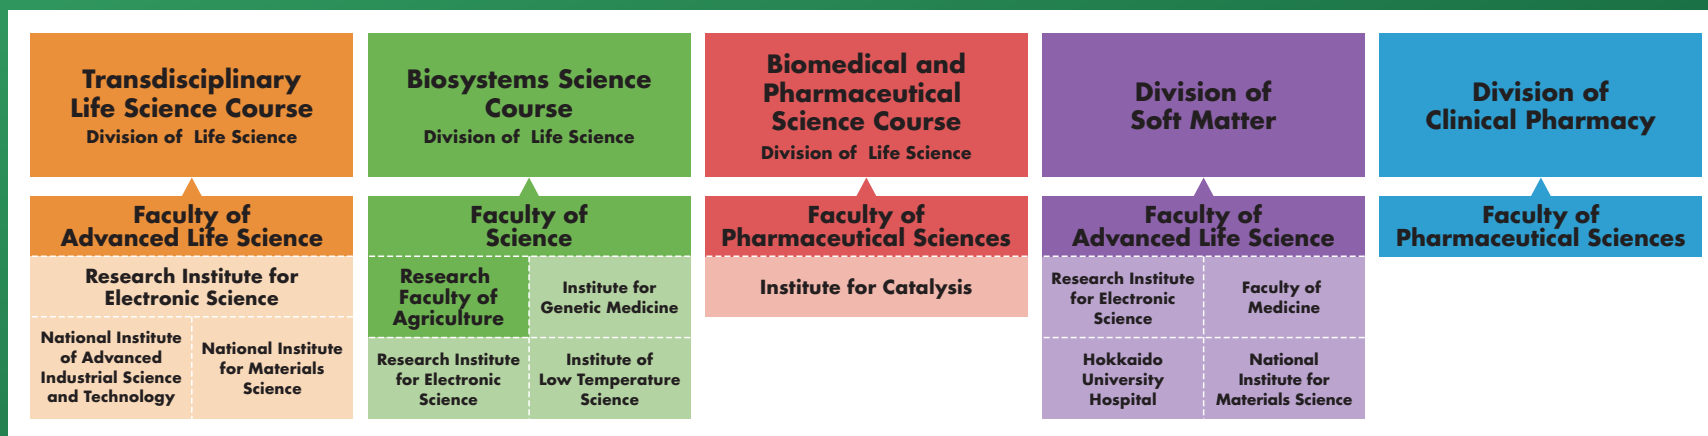 Transdisciplinary
Life Science Course
Division of Life Science
Faculty of
Advanced Life Science
Research Institute for
Electronic Science
National Institute
of Advanced
Industrial Science
and Technology
National Institute
for Materials
Science
Biosystems Science
Course
Division of Life Science
Faculty of
Science
Research
Faculty of
Agriculture
Institute for
Genetic Medicine
Research Institute
for Electronic
Science
Institute of
Low Temperature
Science
Biomedical and
Pharmaceutical
Science Course
Division of Life Science
Faculty of
Pharmaceutical Sciences
Institute for Catalysis
Division of
Soft Matter
Faculty of
Advanced Life Science
Research Institute
for Electronic
Science
Faculty of
Medicine
Hokkaido
University
Hospital
National
Institute for
Materials Science
Division of
Clinical Pharmacy
Faculty of
Pharmaceutical Sciences